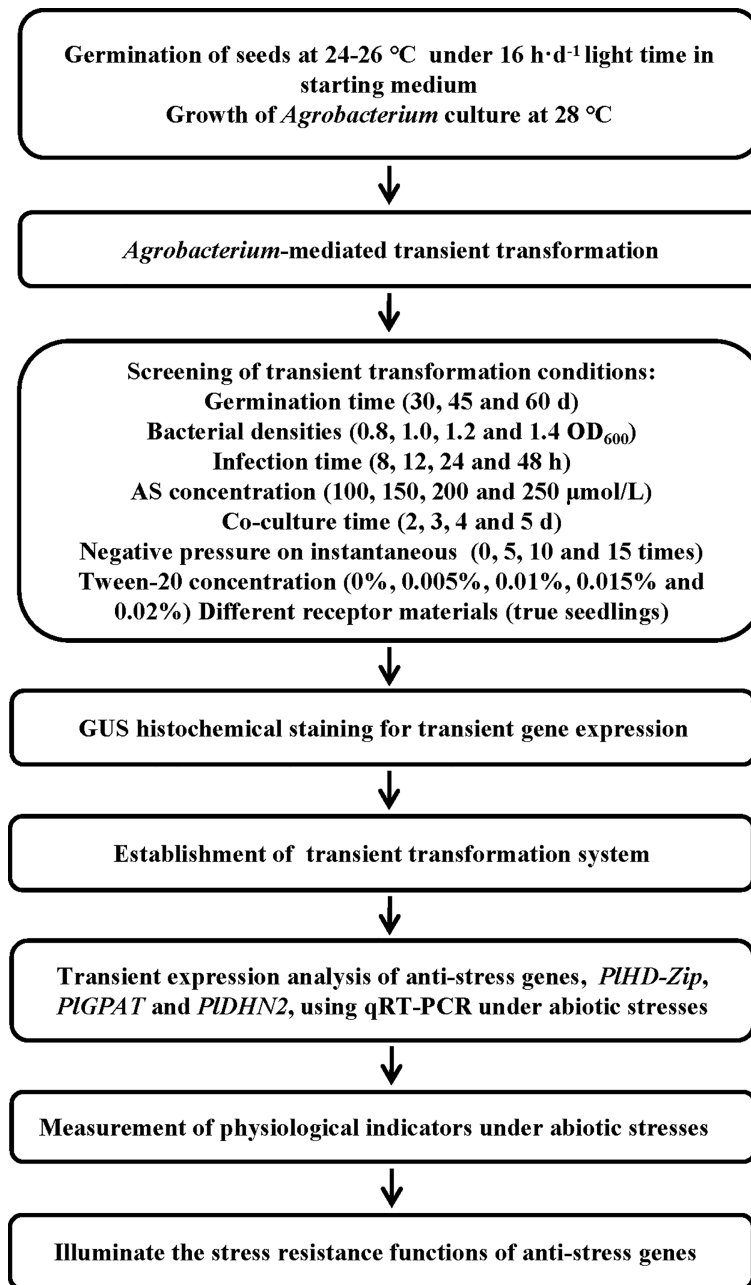 Germination of seeds at 24-26 ℃ under 16 h·d⁻¹ light time in
starting medium
Growth of Agrobacterium culture at 28 ℃
Agrobacterium-mediated transient transformation
Screening of transient transformation conditions:
Germination time (30, 45 and 60 d)
Bacterial densities (0.8, 1.0, 1.2 and 1.4 OD₆₀₀)
Infection time (8, 12, 24 and 48 h)
AS concentration (100, 150, 200 and 250 μmol/L)
Co-culture time (2, 3, 4 and 5 d)
Negative pressure on instantaneous (0, 5, 10 and 15 times)
Tween-20 concentration (0%, 0.005%, 0.01%, 0.015% and
0.02%) Different receptor materials (true seedlings)
GUS histochemical staining for transient gene expression
Establishment of transient transformation system
Transient expression analysis of anti-stress genes, PlHD-Zip,
PlGPAT and PlDHN2, using qRT-PCR under abiotic stresses
Measurement of physiological indicators under abiotic stresses
Illuminate the stress resistance functions of anti-stress genes